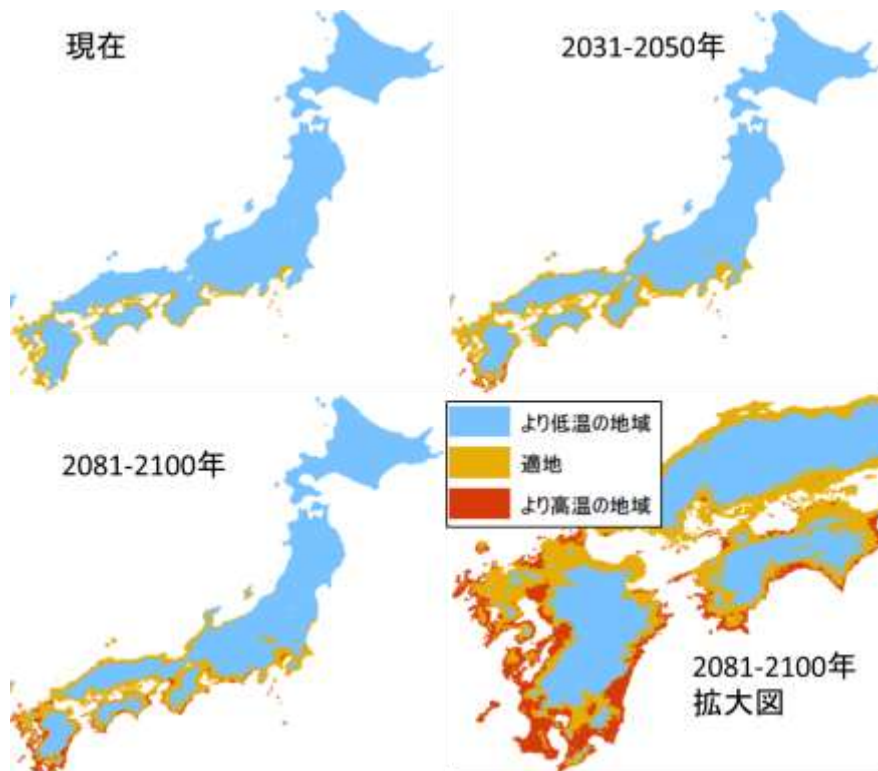 現在
2031-2050年
2081-2100年
より低温の地域
適地
より高温の地域
2081-2100年
拡大図